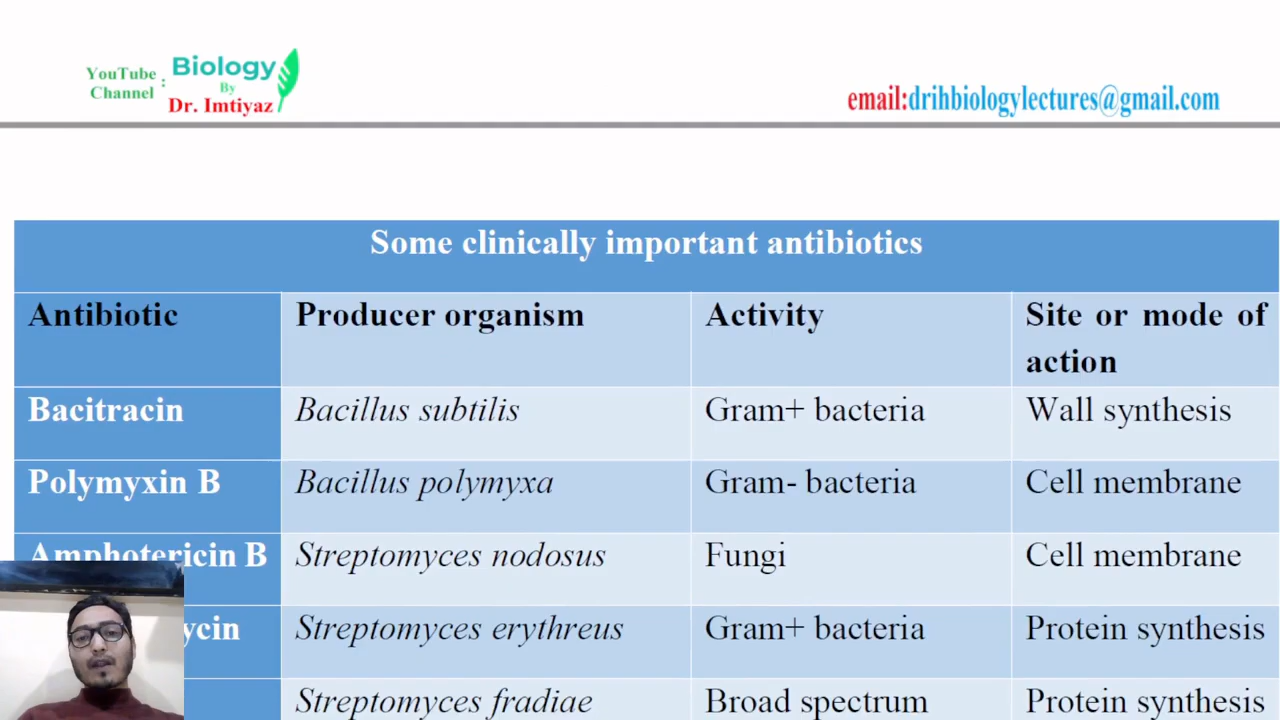 YouTube Channel : Biology By Dr. Imtiyaz
email:drihbiologylectures@gmail.com
Some clinically important antibiotics
Antibiotic Producer organism Activity Site or mode of action
Bacitracin Bacillus subtilis Gram+ bacteria Wall synthesis
Polymyxin B Bacillus polymyxa Gram- bacteria Cell membrane
Amphotericin B Streptomyces nodosus Fungi Cell membrane
ycin Streptomyces erythreus Gram+ bacteria Protein synthesis
Streptomyces fradiae Broad spectrum Protein synthesis